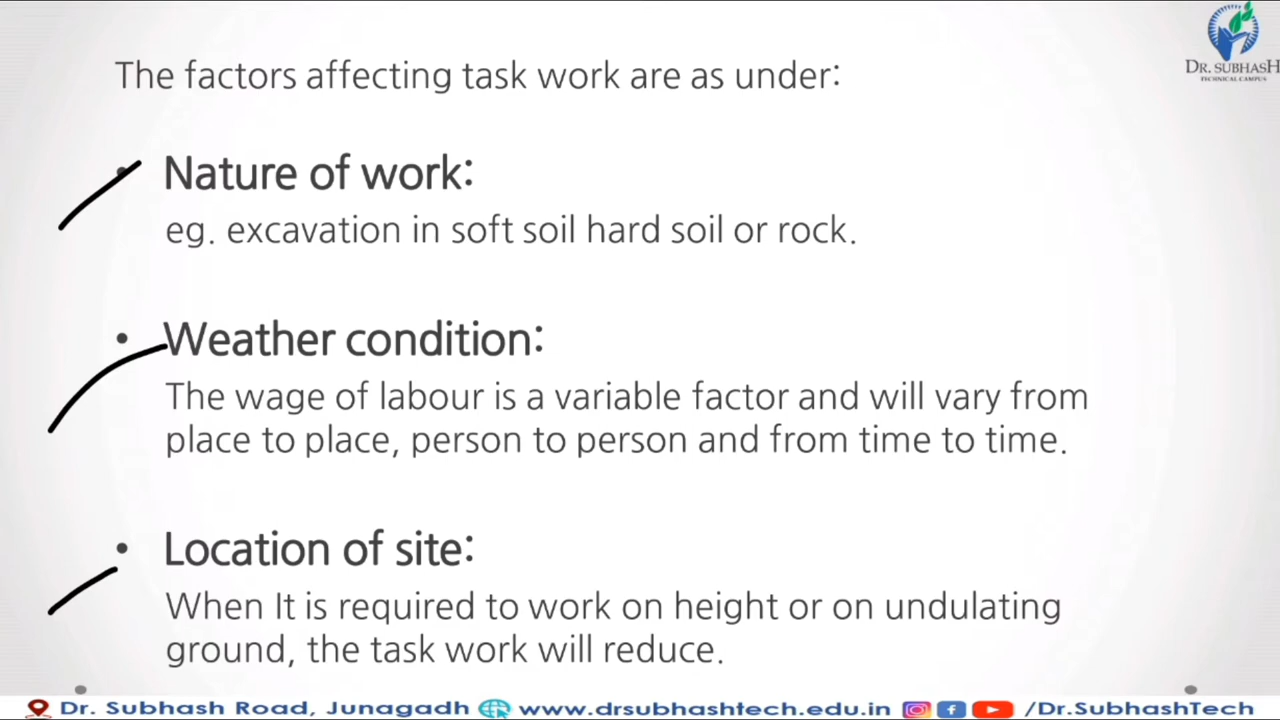 DR. SUBHASH
TECHNICAL CAMPUS
The factors affecting task work are as under:
• Nature of work:
eg. excavation in soft soil hard soil or rock.
• Weather condition:
The wage of labour is a variable factor and will vary from
place to place, person to person and from time to time.
• Location of site:
When It is required to work on height or on undulating
ground, the task work will reduce.
Dr. Subhash Road, Junagadh www.drsubhashtech.edu.in /Dr.SubhashTech